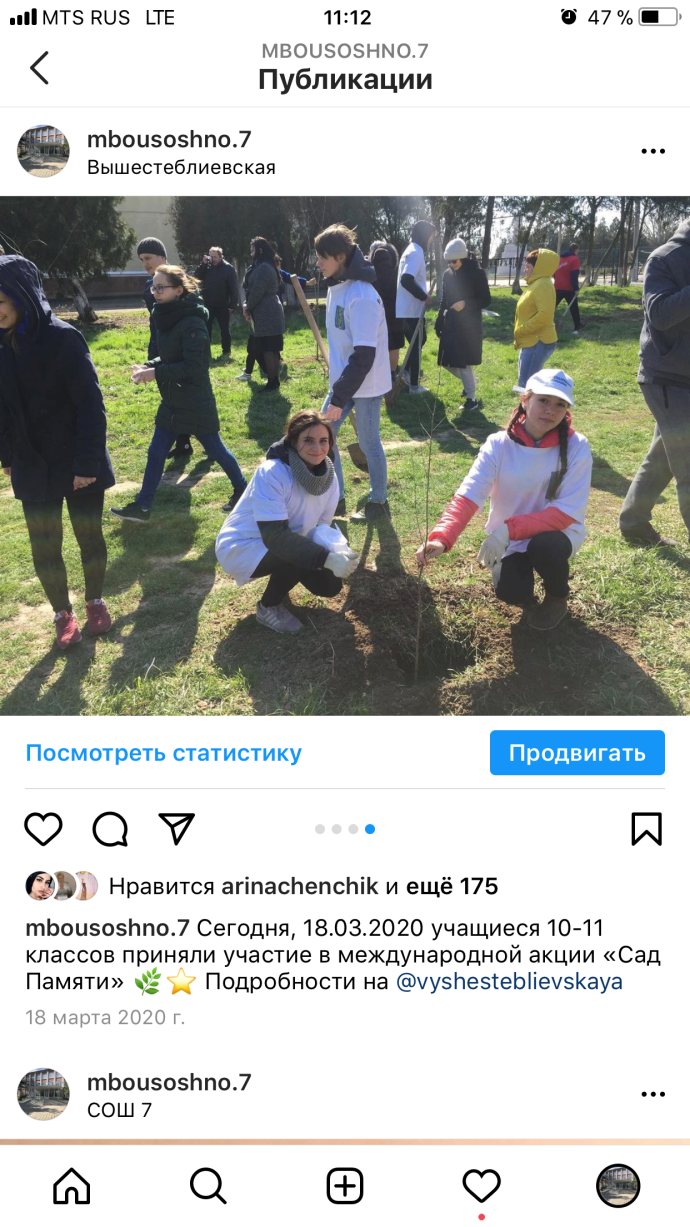 MTS RUS LTE 11:12 47 %
MBOUSOSHNO.7
Публикации
mbousoshno.7
Вышестеблиевская
Посмотреть статистику Продвигать
Нравится arinachenchik и ещё 175
mbousoshno.7 Сегодня, 18.03.2020 учащиеся 10-11
классов приняли участие в международной акции «Сад
Памяти» 🌿⭐ Подробности на @vyshesteblievskaya
18 марта 2020 г.
mbousoshno.7
СОШ 7